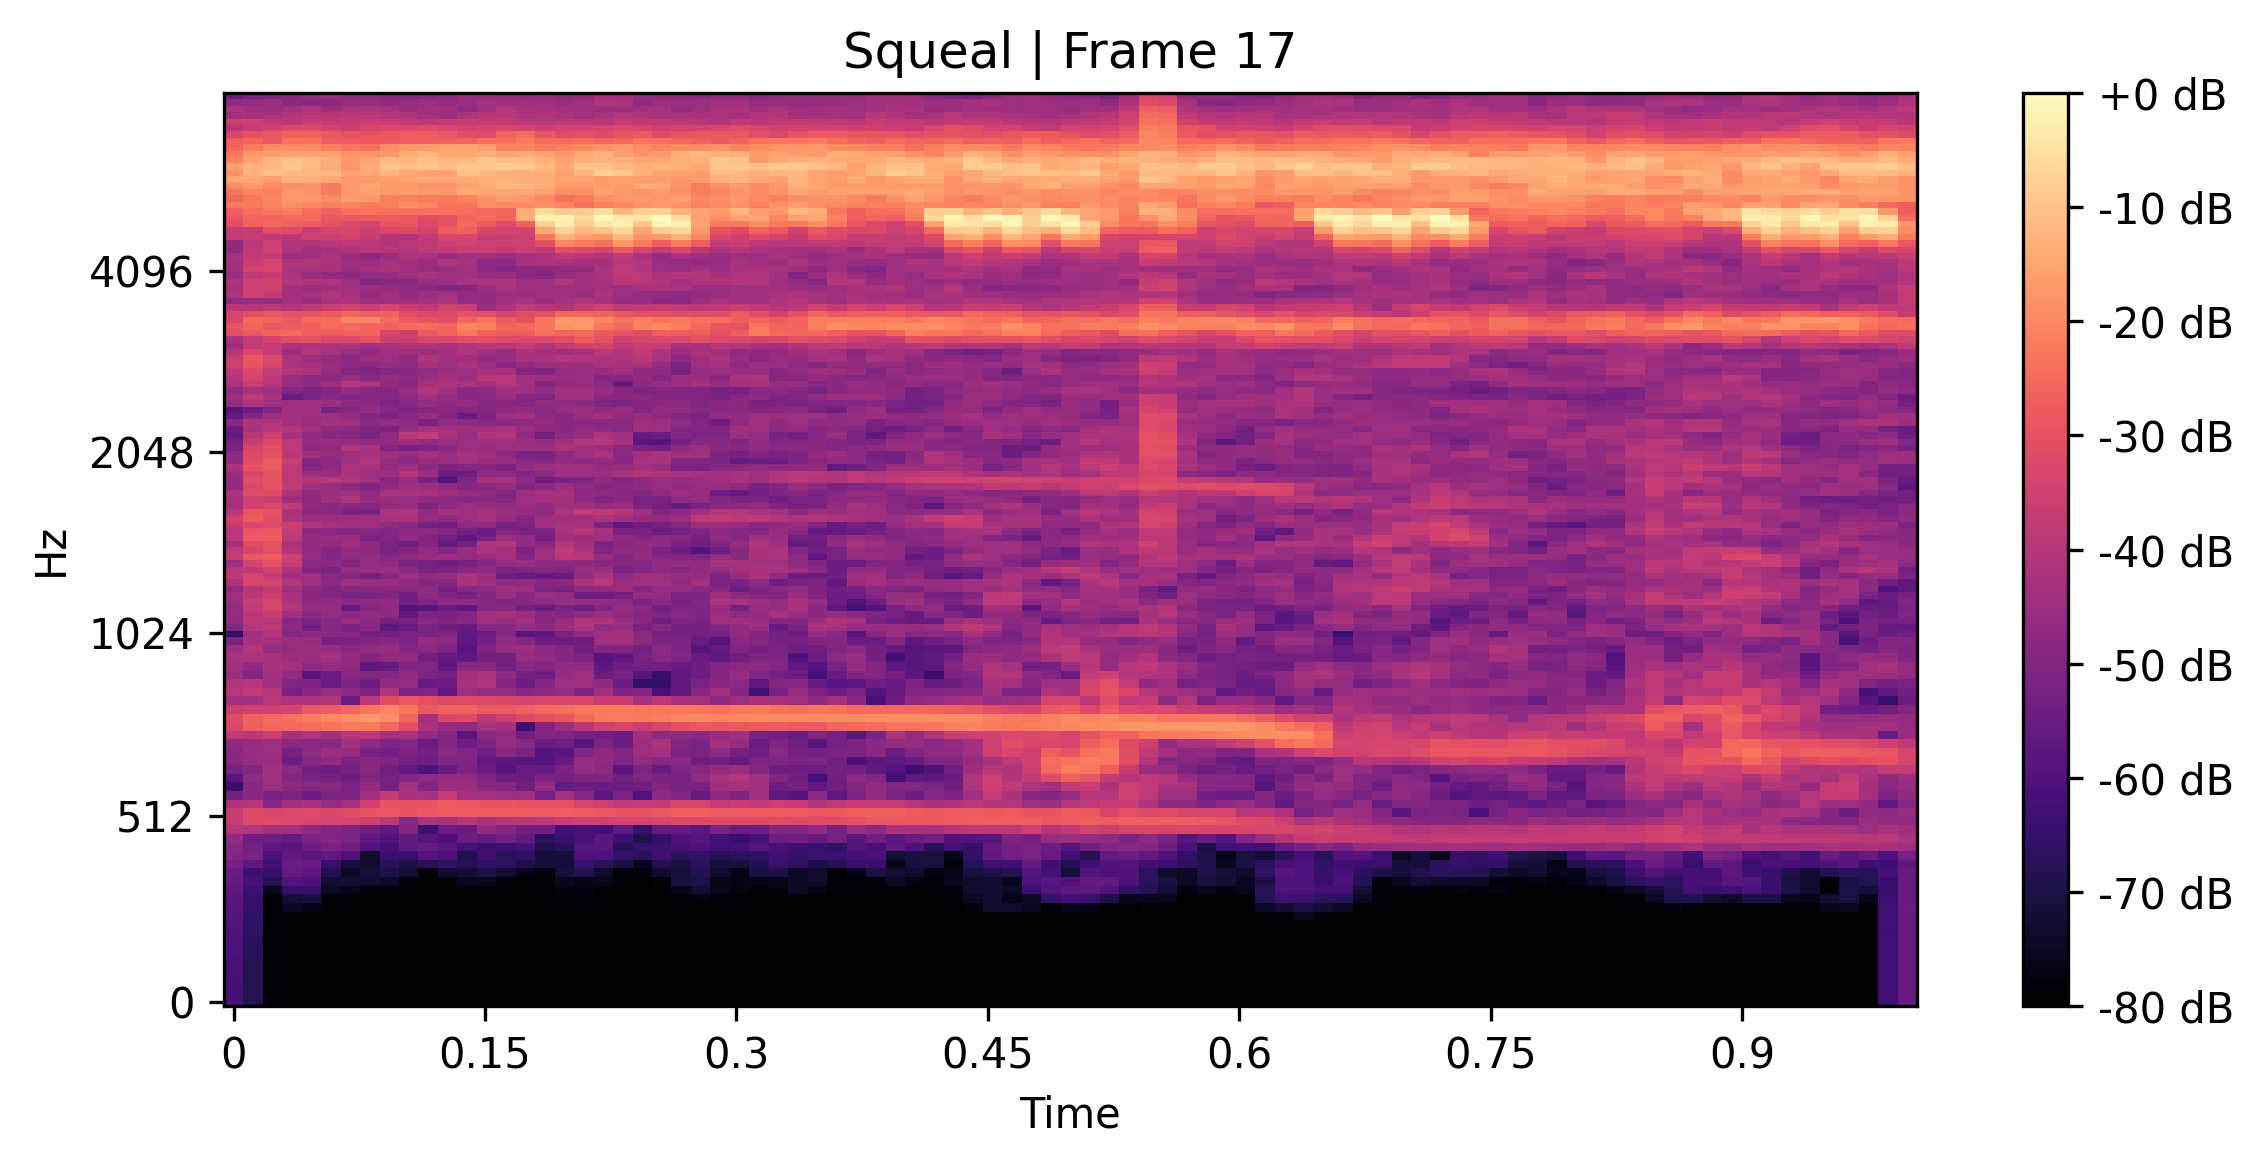 Squeal | Frame 17
Hz
4096
2048
1024
512
0
0 0.15 0.3 0.45 0.6 0.75 0.9
Time
+0 dB
-10 dB
-20 dB
-30 dB
-40 dB
-50 dB
-60 dB
-70 dB
-80 dB